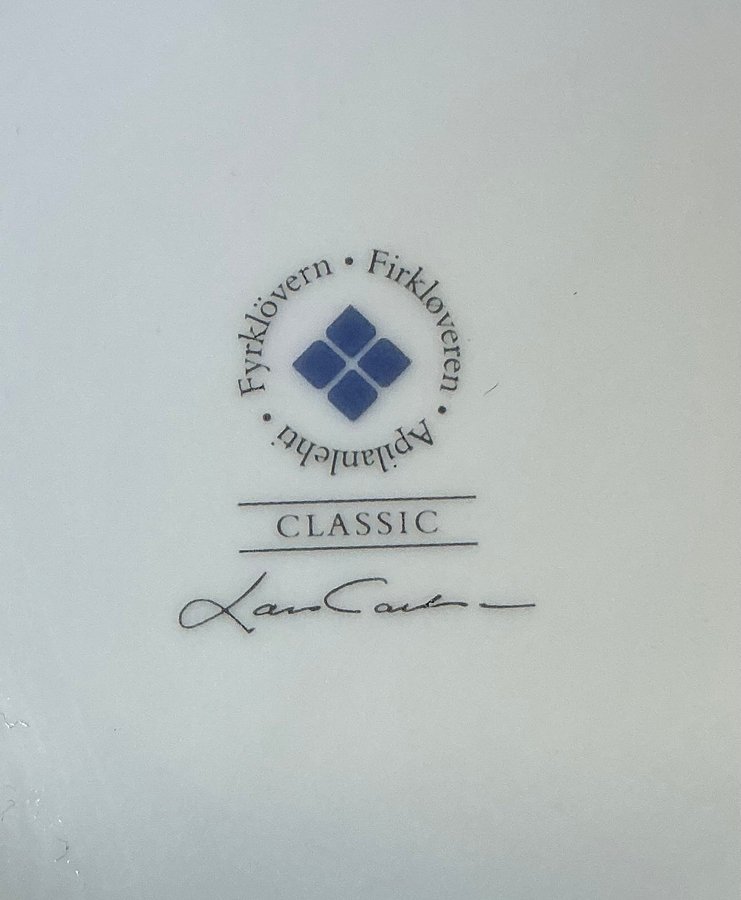 Fyrklövern • Firkløveren • Apilanlehti •
CLASSIC